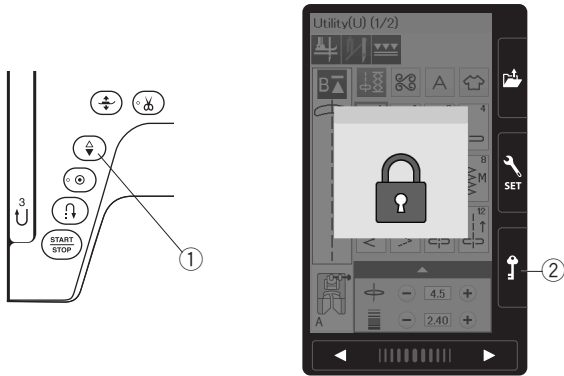 3
START
STOP
①
Utility(U) (1/2)
B
A
4
8
M
12
A
4.5
2.40
SET
②